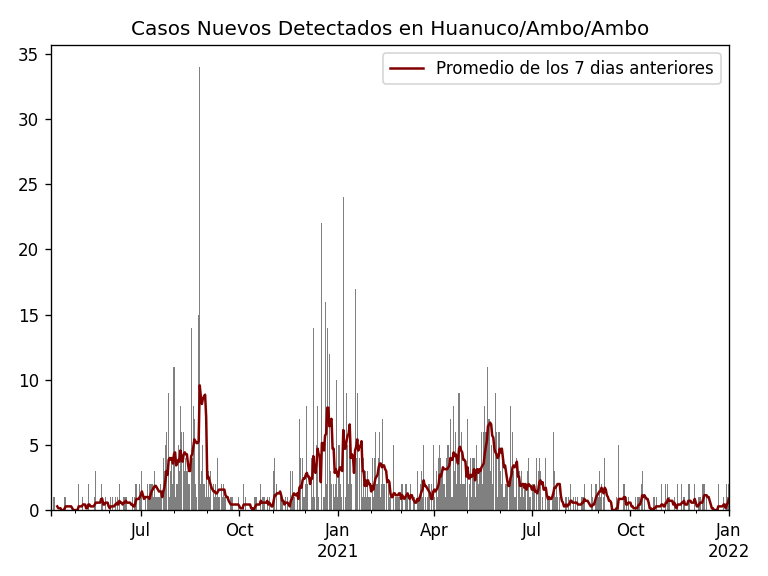 Casos Nuevos Detectados en Huanuco/Ambo/Ambo
Promedio de los 7 dias anteriores
35
30
25
20
15
10
5
0
Jul
Oct
Jan
2021
Apr
Jul
Oct
Jan
2022